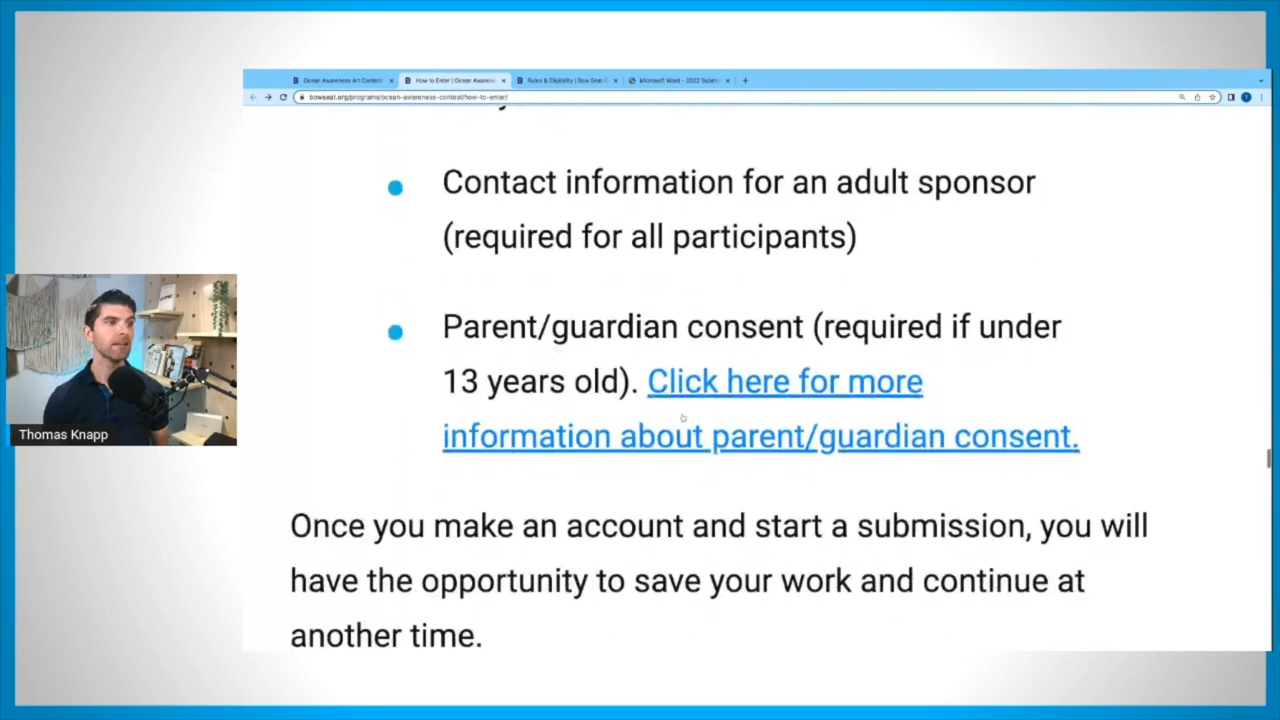 Ocean Awareness Art Contest
How to Enter | Ocean Awarenes
Rules & Eligibility | Bow Seat O
Microsoft Word - 2022 Submi
bowseat.org/programs/ocean-awareness-contest/how-to-enter/
Contact information for an adult sponsor
(required for all participants)
Parent/guardian consent (required if under
13 years old). Click here for more
information about parent/guardian consent.
Once you make an account and start a submission, you will
have the opportunity to save your work and continue at
another time.
Thomas Knapp